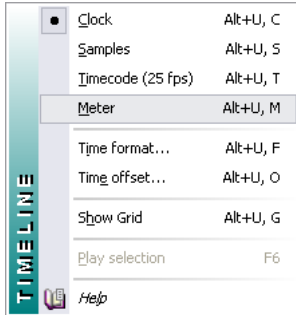 Clock Alt+U, C
Samples Alt+U, S
Timecode (25 fps) Alt+U, T
Meter Alt+U, M
Time format... Alt+U, F
Time offset... Alt+U, O
Show Grid Alt+U, G
Play selection F6
Help
TIMELINE